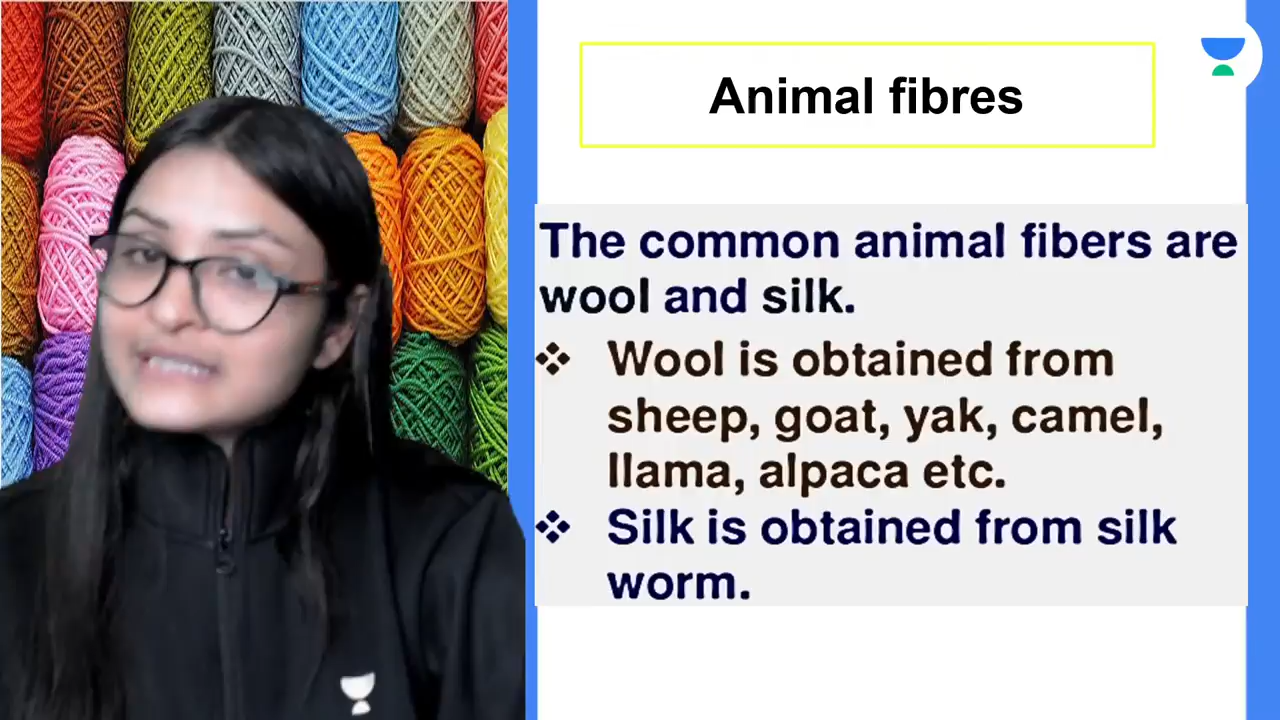 Animal fibres
The common animal fibers are
wool and silk.
❖ Wool is obtained from
sheep, goat, yak, camel,
llama, alpaca etc.
❖ Silk is obtained from silk
worm.